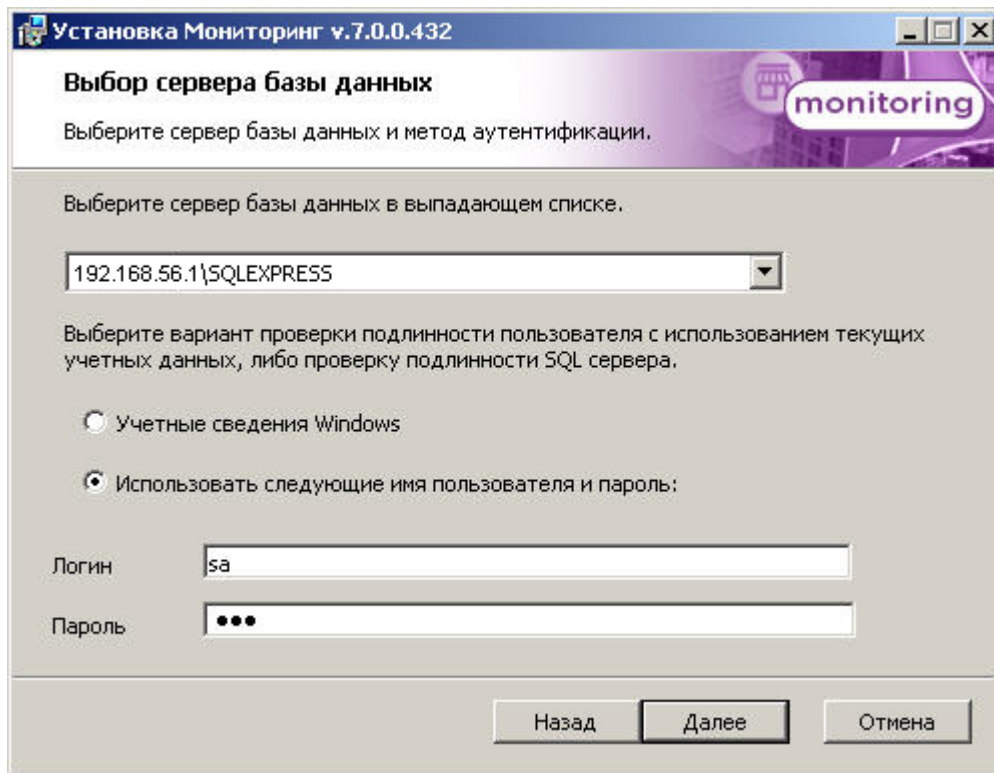 Установка Мониторинг v.7.0.0.432
Выбор сервера базы данных
Выберите сервер базы данных и метод аутентификации.
monitoring
Выберите сервер базы данных в выпадающем списке.
192.168.56.1\SQLEXPRESS
Выберите вариант проверки подлинности пользователя с использованием текущих
учетных данных, либо проверку подлинности SQL сервера.
Учетные сведения Windows
Использовать следующие имя пользователя и пароль:
Логин
sa
Пароль
●●●
Назад
Далее
Отмена